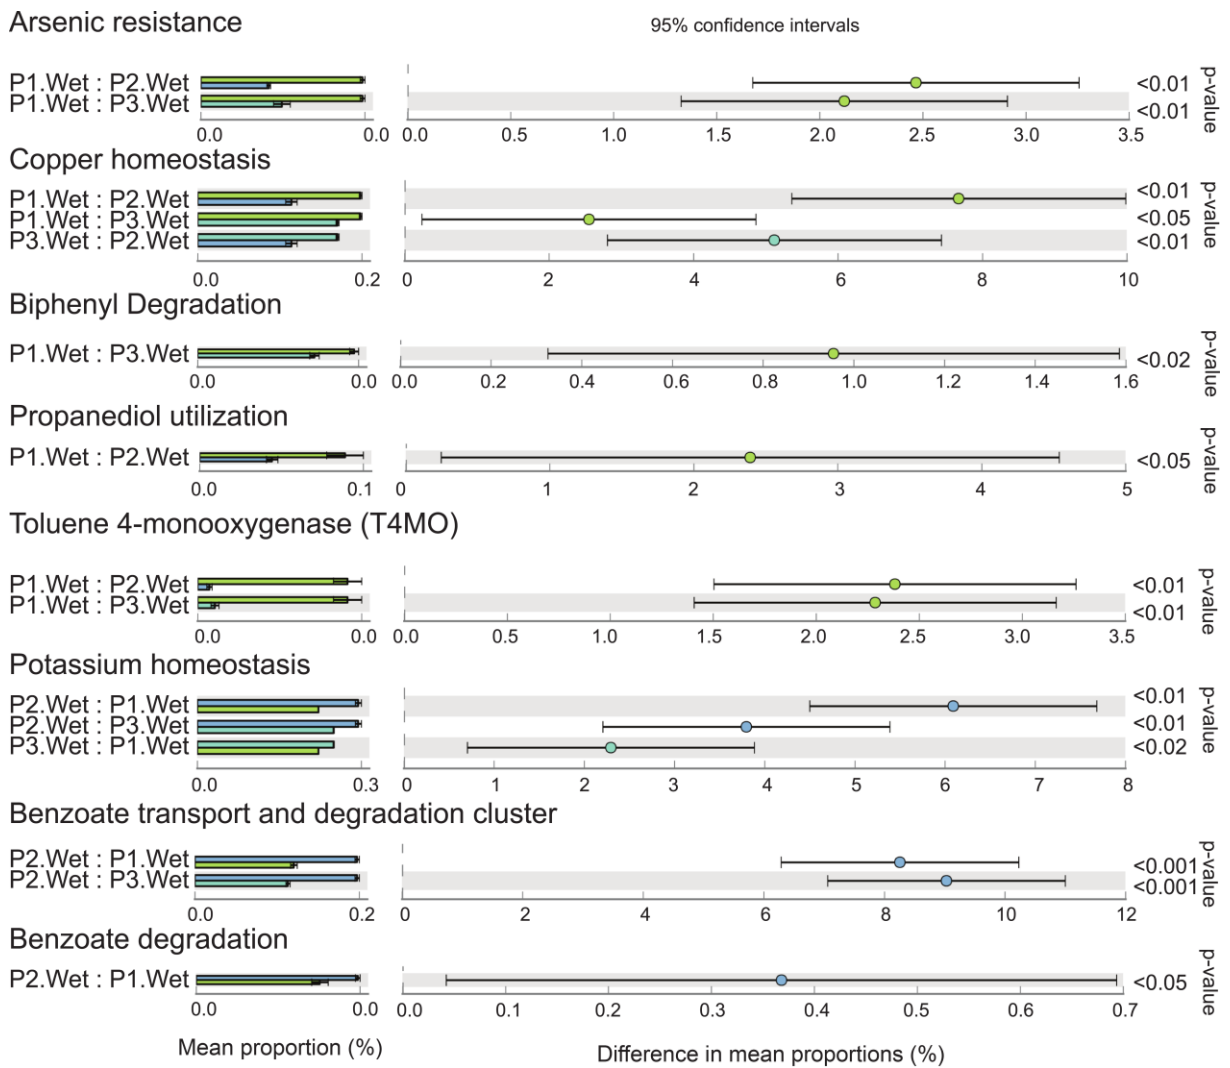 Arsenic resistance
95% confidence intervals
P1.Wet : P2.Wet
P1.Wet : P3.Wet
<0.01
<0.01
p-value
0.0 0.0 0.0 0.5 1.0 1.5 2.0 2.5 3.0 3.5
Copper homeostasis
P1.Wet : P2.Wet
P1.Wet : P3.Wet
P3.Wet : P2.Wet
<0.01
<0.05
<0.01
p-value
0.0 0.2 0 2 4 6 8 10
Biphenyl Degradation
P1.Wet : P3.Wet
<0.02
p-value
0.0 0.0 0.0 0.2 0.4 0.6 0.8 1.0 1.2 1.4 1.6
Propanediol utilization
P1.Wet : P2.Wet
<0.05
p-value
0.0 0.1 0 1 2 3 4 5
Toluene 4-monooxygenase (T4MO)
P1.Wet : P2.Wet
P1.Wet : P3.Wet
<0.01
<0.01
p-value
0.0 0.0 0.0 0.5 1.0 1.5 2.0 2.5 3.0 3.5
Potassium homeostasis
P2.Wet : P1.Wet
P2.Wet : P3.Wet
P3.Wet : P1.Wet
<0.01
<0.01
<0.02
p-value
0.0 0.3 0 1 2 3 4 5 6 7 8
Benzoate transport and degradation cluster
P2.Wet : P1.Wet
P2.Wet : P3.Wet
<0.001
<0.001
p-value
0.0 0.2 0 2 4 6 8 10 12
Benzoate degradation
P2.Wet : P1.Wet
<0.05
p-value
0.0 0.0 0.0 0.1 0.2 0.3 0.4 0.5 0.6 0.7
Mean proportion (%)
Difference in mean proportions (%)